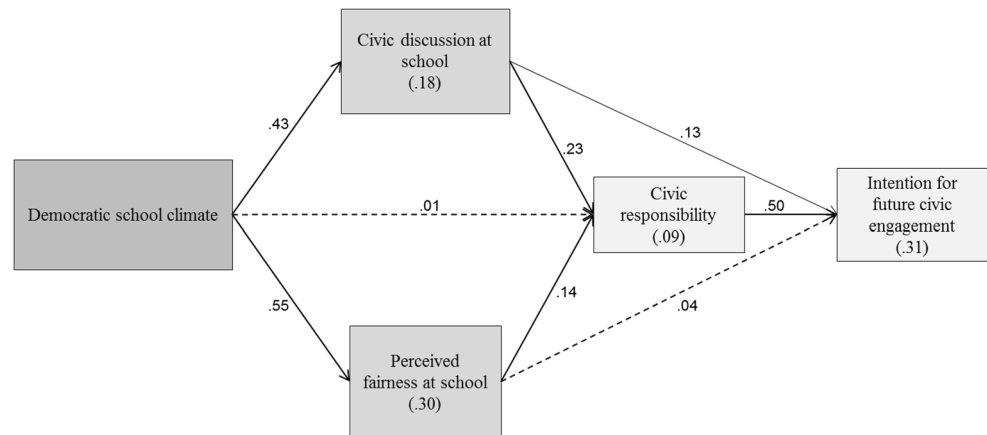 Civic discussion at
school
(.18)
.43
.13
.23
Democratic school climate
.01
Civic
responsibility
(.09)
.50
Intention for
future civic
engagement
(.31)
.55
.14
.04
Perceived
fairness at school
(.30)